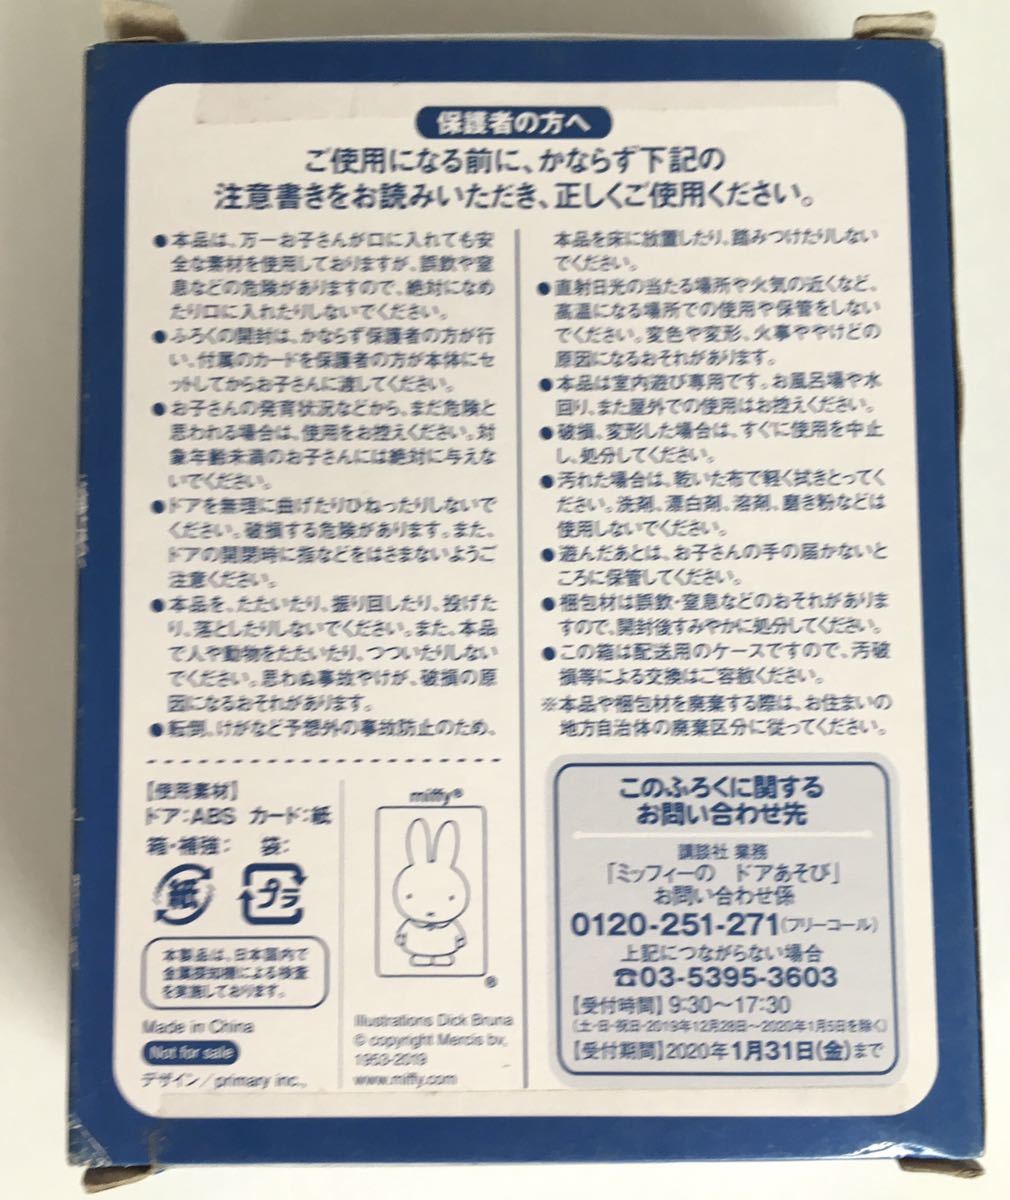 保護者の方へ
ご使用になる前に、かならず下記の
注意書きをお読みいただき、正しくご使用ください。
●本品は、万一お子さんが口に入れても安
全な素材を使用しておりますが、誤飲や窒
息などの危険がありますので、絶対になめ
たり口に入れたりしないでください。
●ふろくの開封は、かならず保護者の方が行
い、付属のカードを保護者の方が本体にセ
ットしてからお子さんに渡してください。
●お子さんの発育状況などから、まだ危険と
思われる場合は、使用をお控えください。対
象年齢未満のお子さんには絶対に与えな
いでください。
●ドアを無理に曲げたりひねったりしないで
ください。破損する危険があります。また、
ドアの開閉時に指などをはさまないようご
注意ください。
●本品を、たたいたり、振り回したり、投げた
り、落としたりしないでください。また、本品
で人や動物をたたいたり、つついたりしない
でください。思わぬ事故やけが、破損の原
因になるおそれがあります。
●転倒、けがなど予想外の事故防止のため、
本品を床に放置したり、踏みつけたりしない
でください。
●直射日光の当たる場所や火気の近くなど、
高温になる場所での使用や保管をしない
でください。変色や変形、火事ややけどの
原因になるおそれがあります。
●本品は室内遊び専用です。お風呂場や水
回り、また屋外での使用はお控えください。
●破損、変形した場合は、すぐに使用を中止
し、処分してください。
●汚れた場合は、乾いた布で軽く拭きとってく
ださい。洗剤、漂白剤、溶剤、磨き粉などは
使用しないでください。
●遊んだあとは、お子さんの手の届かないと
ころに保管してください。
●梱包材は誤飲・窒息などのおそれがありま
すので、開封後すみやかに処分してください。
●この箱は配送用のケースですので、汚破
損等による交換はご容赦ください。
※本品や梱包材を廃棄する際は、お住まいの
地方自治体の廃棄区分に従ってください。
【使用素材】
ドア:ABS カード:紙
箱・補強: 袋:
紙 プラ
本製品は、日本国内で
金属探知機による検査
を実施しております。
Made in China
Not for sale
デザイン/primary inc.,
miffy®
®
Illustrations Dick Bruna
© copyright Mercis bv,
1953-2019
www.miffy.com
このふろくに関する
お問い合わせ先
講談社 業務
「ミッフィーの ドアあそび」
お問い合わせ係
0120-251-271(フリーコール)
上記につながらない場合
☎03-5395-3603
【受付時間】9:30~17:30
(土・日・祝日・2019年12月28日~2020年1月5日を除く)
【受付期間】2020年1月31日(金)まで